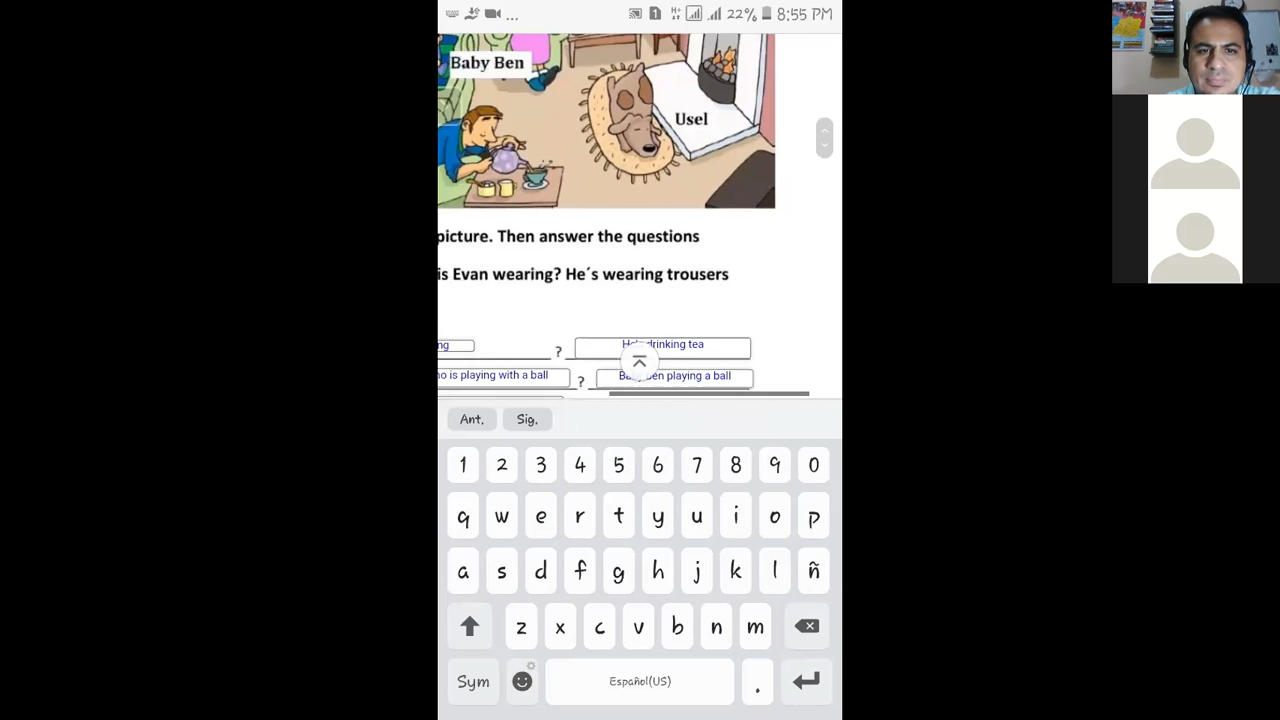 ... 1 H+ 22% 8:55 PM
Baby Ben
Usel
picture. Then answer the questions
is Evan wearing? He´s wearing trousers
ng ? drinking tea
o is playing with a ball ? playing a ball
Ant. Sig.
1 2 3 4 5 6 7 8 9 0
q w e r t y u i o p
a s d f g h j k l ñ
z x c v b n m
Sym Español(US) .